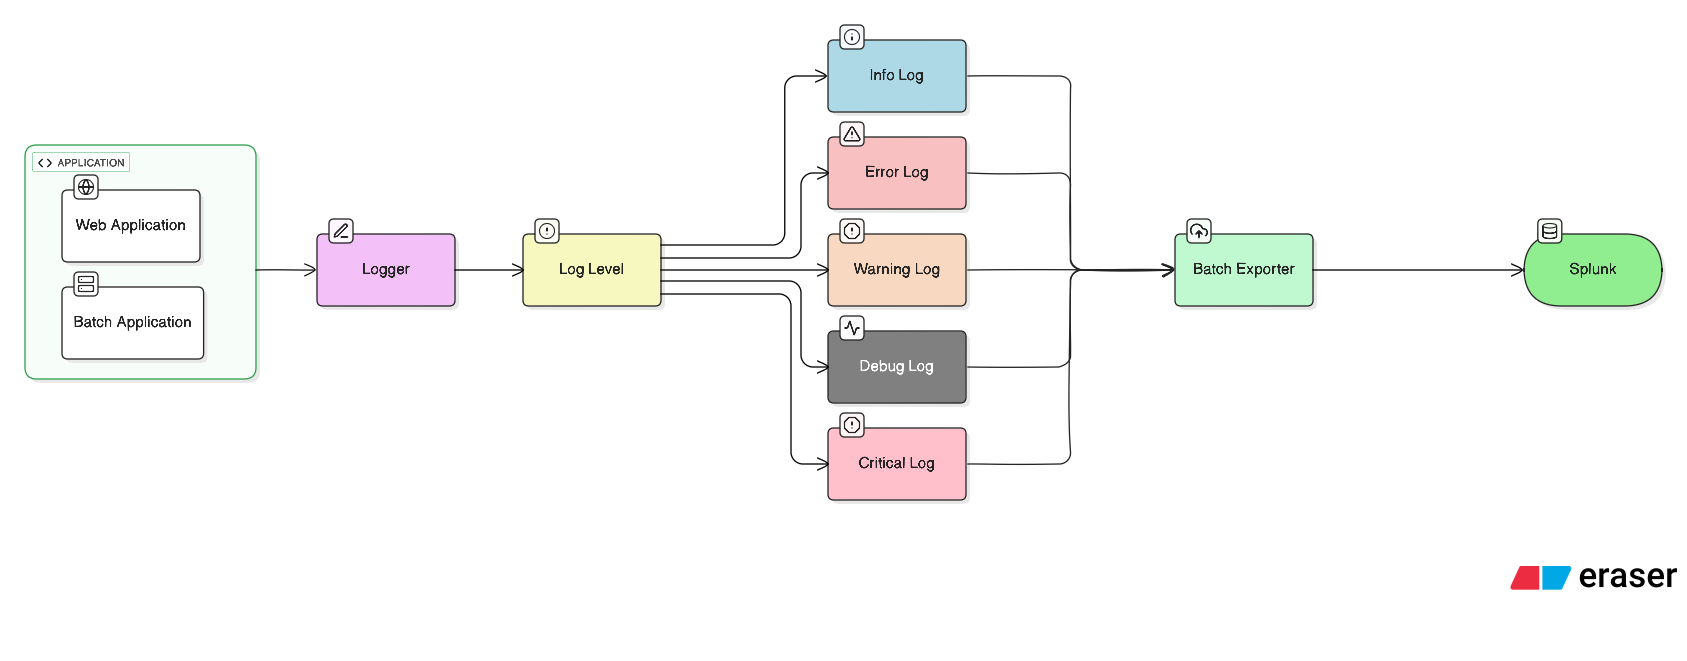 APPLICATION
Web Application
Batch Application
Logger
Log Level
Info Log
Error Log
Warning Log
Debug Log
Critical Log
Batch Exporter
Splunk
eraser